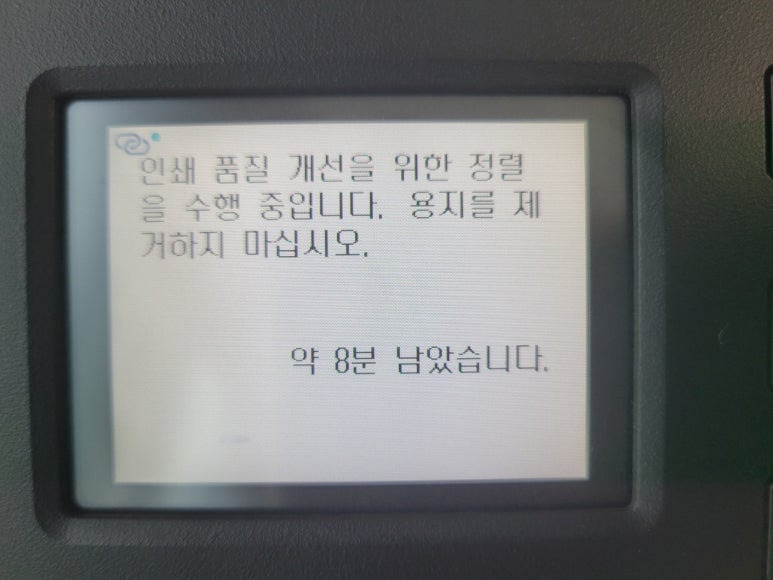 인쇄 품질 개선을 위한 정렬
을 수행 중입니다. 용지를 제
거하지 마십시오.
약 8분 남았습니다.